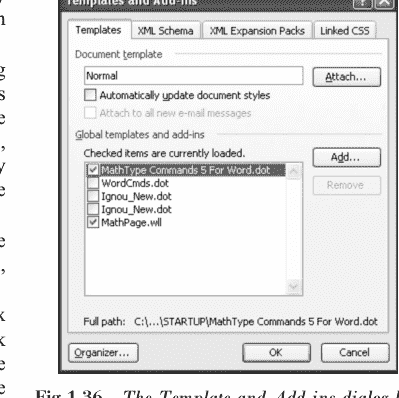 Templates and Add-ins
Templates XML Schema XML Expansion Packs Linked CSS
Document template
Normal Attach...
Automatically update document styles
Attach to all new e-mail messages
Global templates and add-ins
Checked items are currently loaded.
Add...
MathType Commands 5 For Word.dot
WordCmds.dot
Remove
Ignou_New.dot
Ignou_New.dot
MathPage.wll
Full path: C:\...\STARTUP\MathType Commands 5 For Word.dot
Organizer... OK Cancel
Fig 1.36 The Template and Add-ins dialog